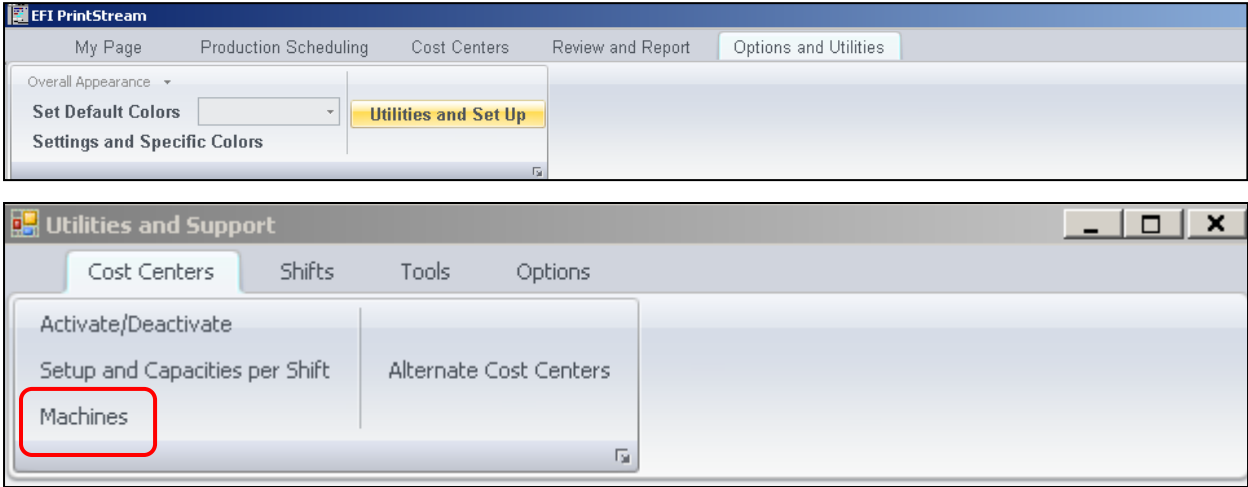 EFI PrintStream
My Page Production Scheduling Cost Centers Review and Report Options and Utilities
Overall Appearance
Set Default Colors Utilities and Set Up
Settings and Specific Colors
Utilities and Support
Cost Centers Shifts Tools Options
Activate/Deactivate
Setup and Capacities per Shift Alternate Cost Centers
Machines